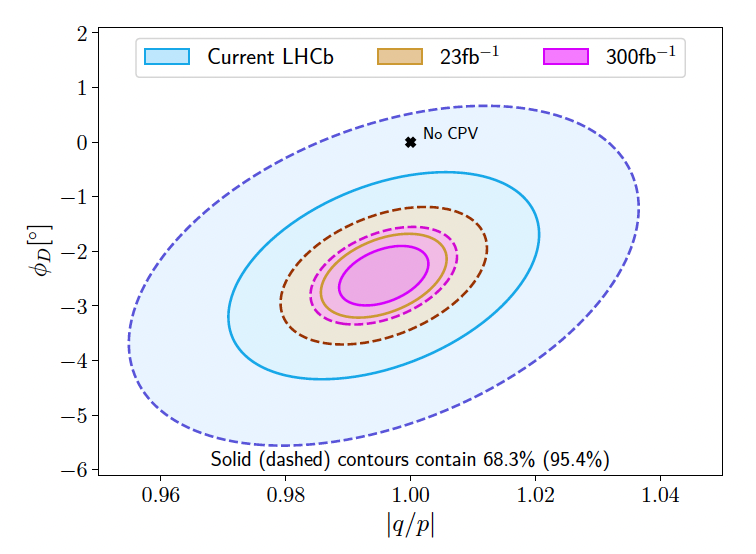 2
1
0
−1
−2
−3
−4
−5
−6
ϕD[°]
Current LHCb 23fb⁻¹ 300fb⁻¹
No CPV
Solid (dashed) contours contain 68.3% (95.4%)
0.96 0.98 1.00 1.02 1.04
|q/p|